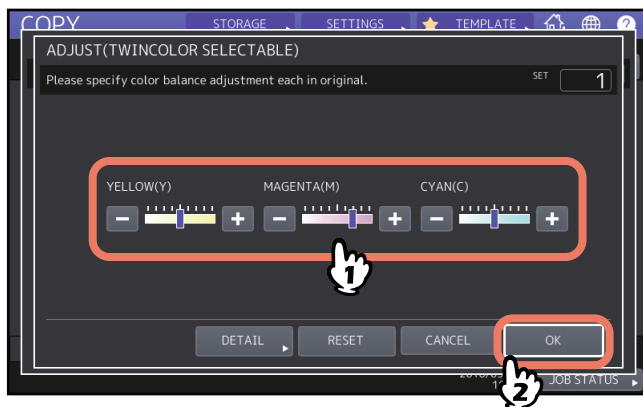 COPY
STORAGE
SETTINGS
TEMPLATE
?
ADJUST(TWINCOLOR SELECTABLE)
Please specify color balance adjustment each in original.
SET
1
YELLOW(Y)
MAGENTA(M)
CYAN(C)
1
DETAIL
RESET
CANCEL
OK
2
JOB STATUS